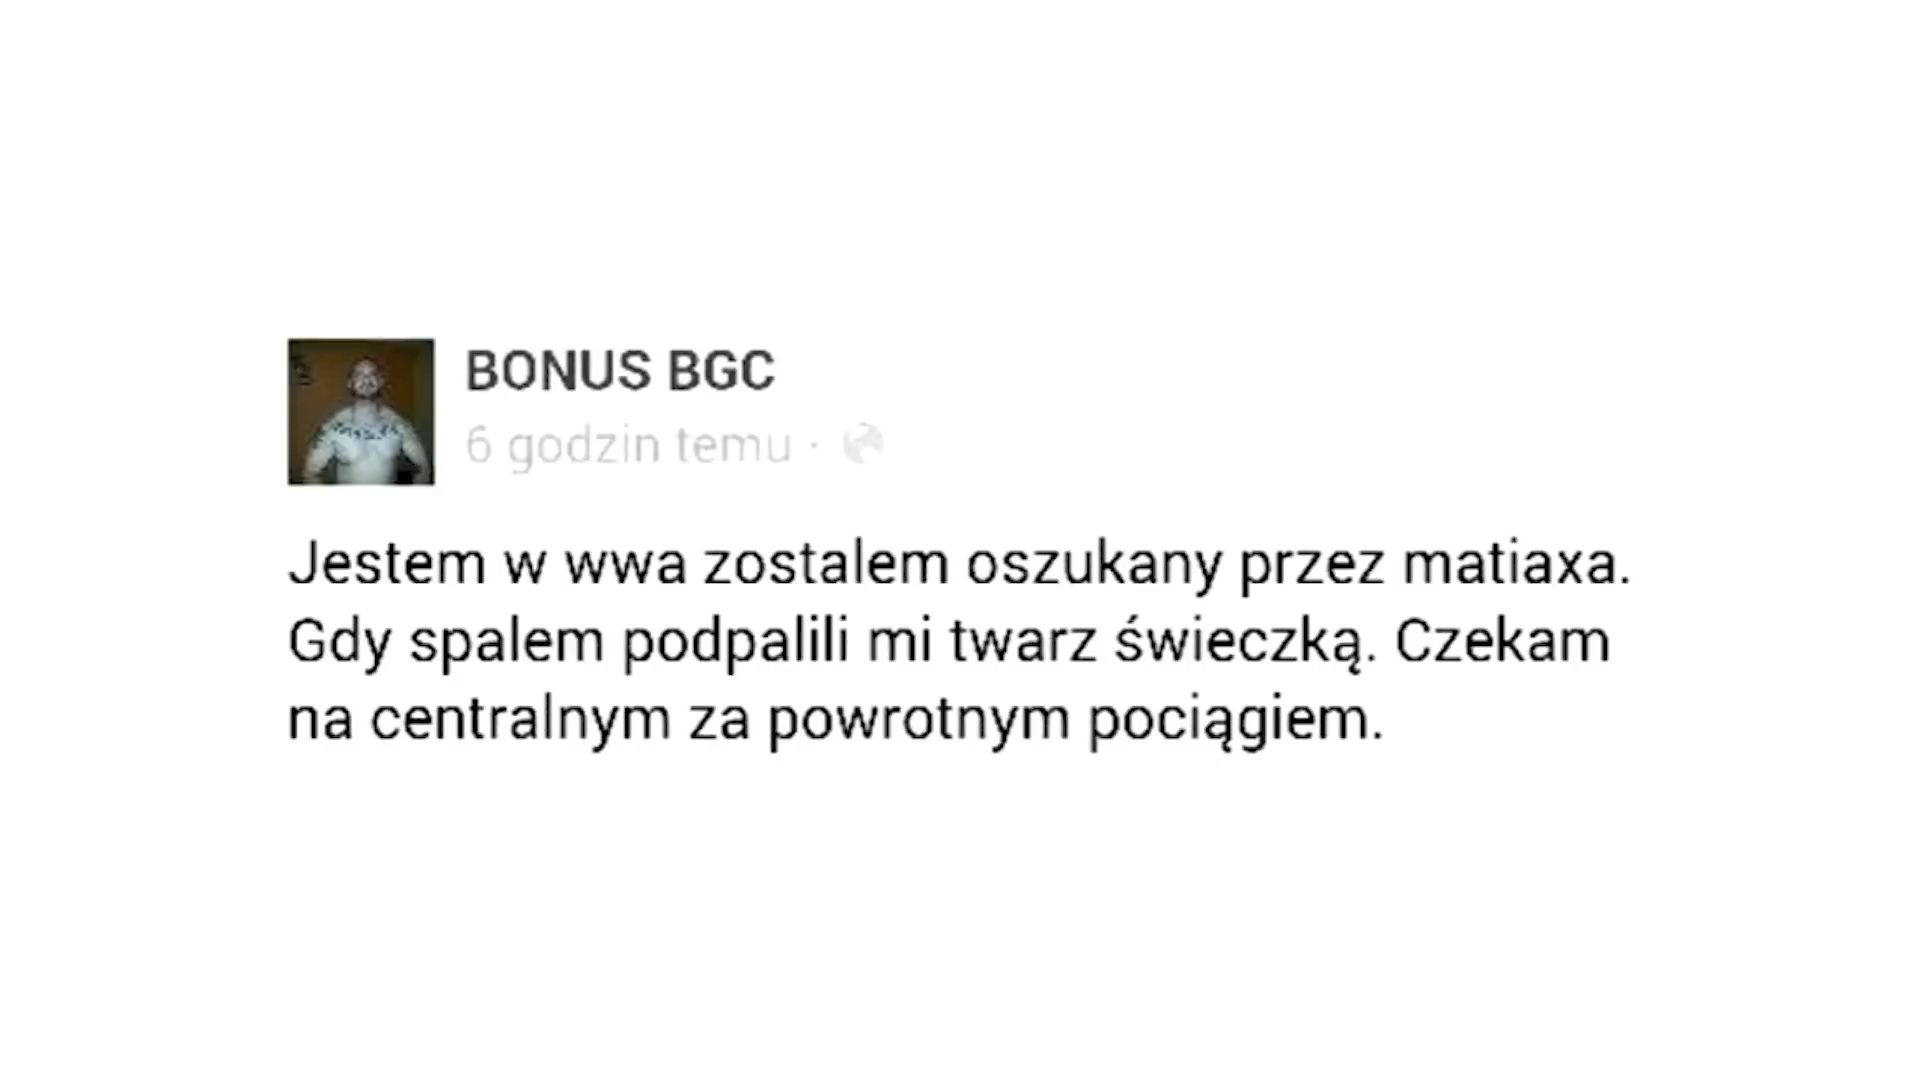 BONUS BGC
6 godzin temu ·
Jestem w wwa zostalem oszukany przez matiaxa.
Gdy spalem podpalili mi twarz świeczką. Czekam
na centralnym za powrotnym pociągiem.